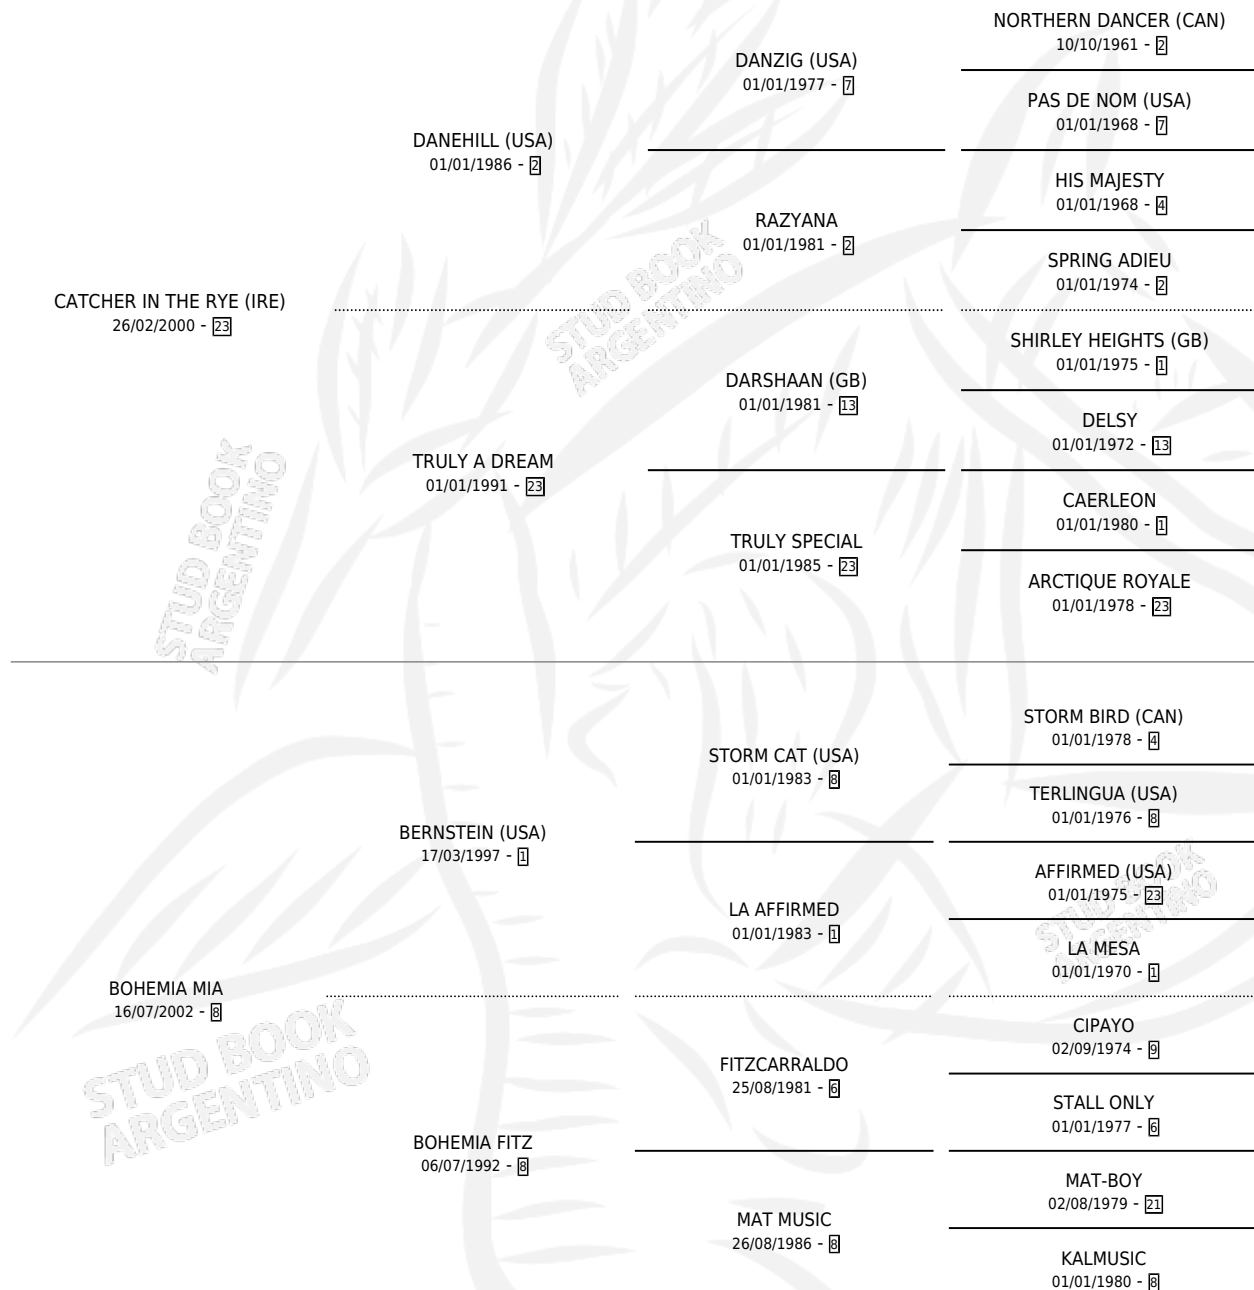 NORTHERN DANCER (CAN)
10/10/1961 - 2
DANZIG (USA)
01/01/1977 - 7
PAS DE NOM (USA)
01/01/1968 - 7
DANEHILL (USA)
01/01/1986 - 2
HIS MAJESTY
01/01/1968 - 4
RAZYANA
01/01/1981 - 2
SPRING ADIEU
01/01/1974 - 2
CATCHER IN THE RYE (IRE)
26/02/2000 - 23
SHIRLEY HEIGHTS (GB)
01/01/1975 - 1
DARSHAAN (GB)
01/01/1981 - 13
DELSY
01/01/1972 - 13
TRULY A DREAM
01/01/1991 - 23
CAERLEON
01/01/1980 - 1
TRULY SPECIAL
01/01/1985 - 23
ARCTIQUE ROYALE
01/01/1978 - 23
STUD BOOK
ARGENTINO
STUD BOOK
ARGENTINO
STORM BIRD (CAN)
01/01/1978 - 4
STORM CAT (USA)
01/01/1983 - 8
TERLINGUA (USA)
01/01/1976 - 8
BERNSTEIN (USA)
17/03/1997 - 1
AFFIRMED (USA)
01/01/1975 - 23
LA AFFIRMED
01/01/1983 - 1
LA MESA
01/01/1970 - 1
BOHEMIA MIA
16/07/2002 - 8
CIPAYO
02/09/1974 - 9
FITZCARRALDO
25/08/1981 - 6
STALL ONLY
01/01/1977 - 6
BOHEMIA FITZ
06/07/1992 - 8
MAT-BOY
02/08/1979 - 21
MAT MUSIC
26/08/1986 - 8
KALMUSIC
01/01/1980 - 8
STUD BOOK
ARGENTINO
STUD BOOK
ARGENTINO